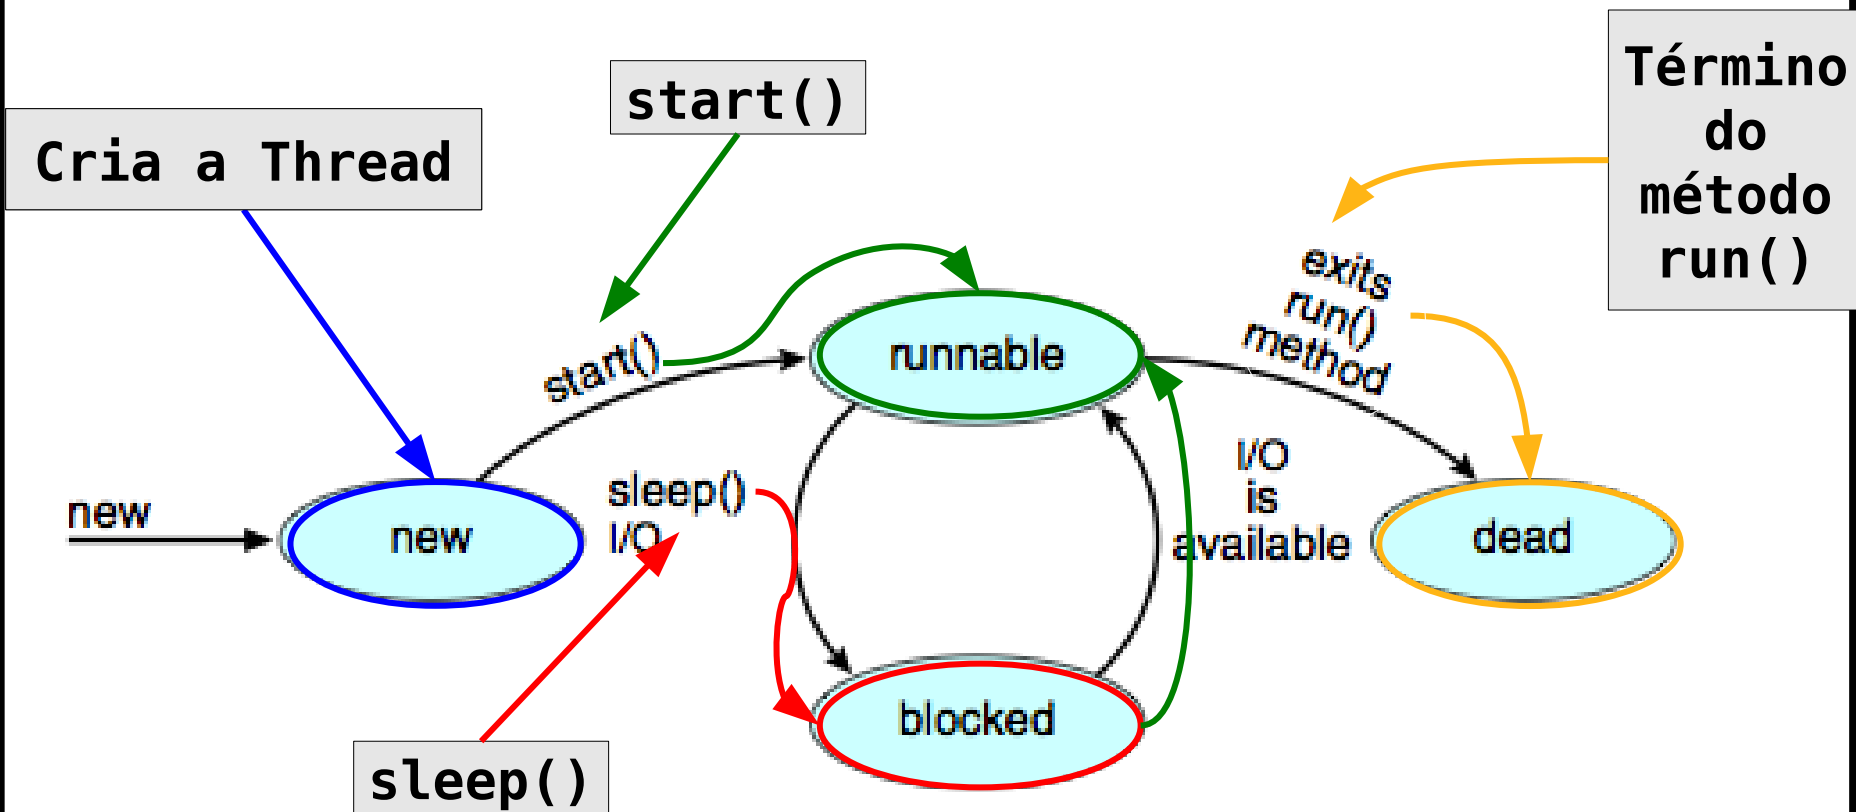 Término
do
método
run()
start()
Cria a Thread
exits
run()
method
start()
runnable
I/O
is
available
sleep()
I/O
new
new
dead
blocked
sleep()